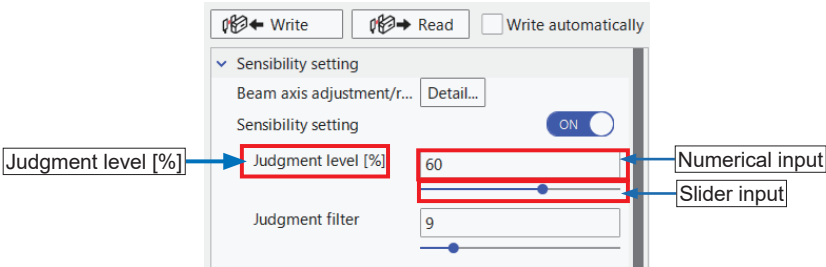 Write
Read
Write automatically
Sensibility setting
Beam axis adjustment/r...
Detail...
Sensibility setting
ON
Judgment level [%]
Judgment level [%]
60
Numerical input
Slider input
Judgment filter
9